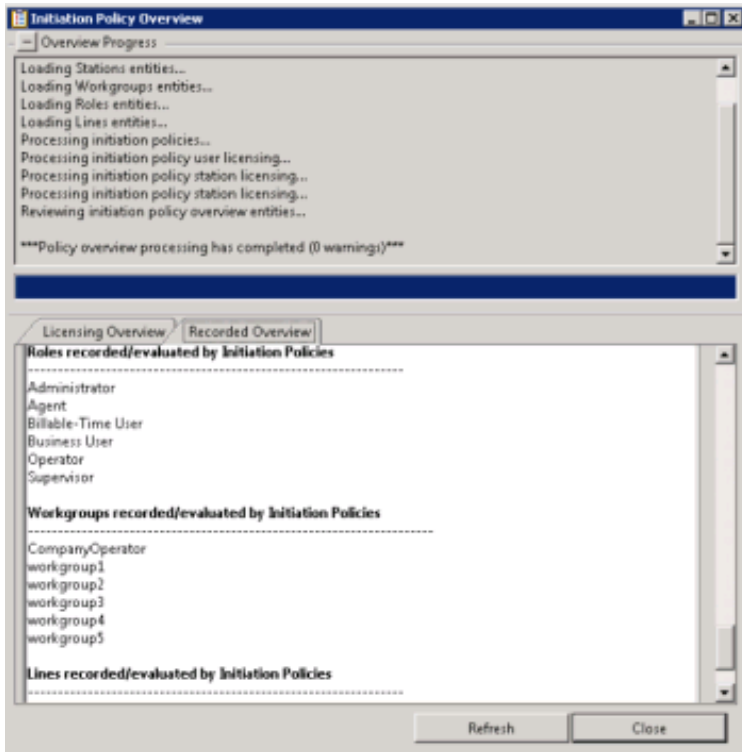 Initiation Policy Overview
Overview Progress
Loading Stations entities...
Loading Workgroups entities...
Loading Roles entities...
Loading Lines entities...
Processing initiation policies...
Processing initiation policy user licensing...
Processing initiation policy station licensing...
Processing initiation policy station licensing...
Reviewing initiation policy overview entities...
***Policy overview processing has completed (0 warnings)***
Licensing Overview Recorded Overview
Roles recorded/evaluated by Initiation Policies
--------------------------------------------------------------------------
Administrator
Agent
Billable-Time User
Business User
Operator
Supervisor
Workgroups recorded/evaluated by Initiation Policies
--------------------------------------------------------------------------------
CompanyOperator
workgroup1
workgroup2
workgroup3
workgroup4
workgroup5
Lines recorded/evaluated by Initiation Policies
--------------------------------------------------------------------------
Refresh Close